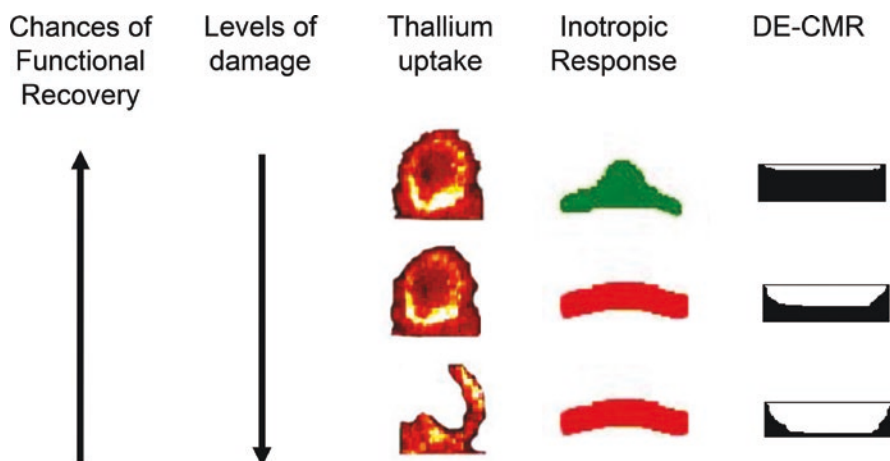 Chances of
Functional
Recovery
Levels of
damage
Thallium
uptake
Inotropic
Response
DE-CMR